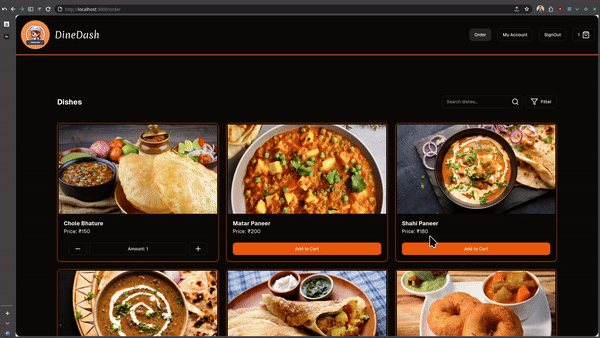 http://localhost:3000/order
DineDash
Order
My Account
SignOut
1
Dishes
Search dishes...
Filter
Chole Bhature
Price: ₹150
Amount: 1
Matar Paneer
Price: ₹200
Add to Cart
Shahi Paneer
Price: ₹180
Add to Cart